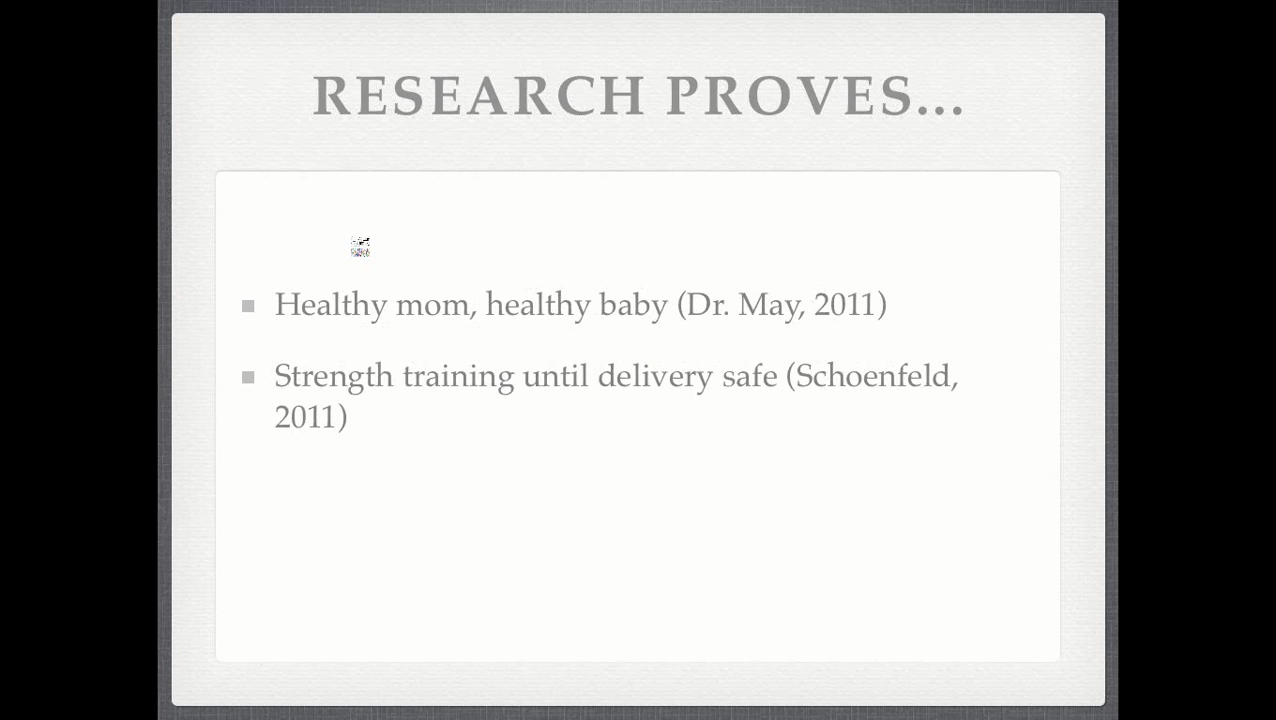 RESEARCH PROVES...
Healthy mom, healthy baby (Dr. May, 2011)
Strength training until delivery safe (Schoenfeld,
2011)